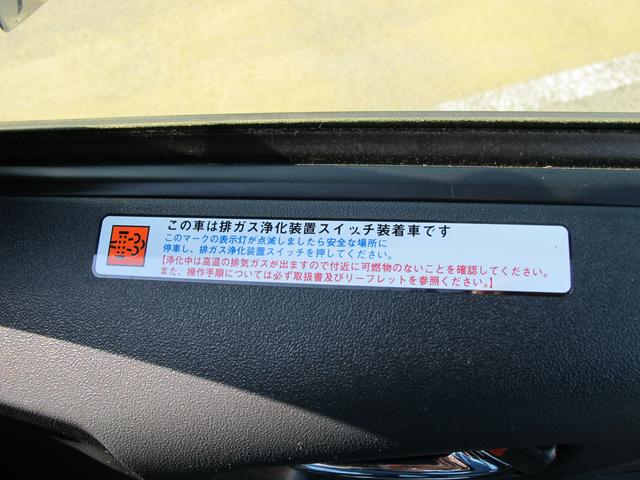 この車は排ガス浄化装置スイッチ装着車です
このマークの表示灯が点滅しましたら安全な場所に
停車し、排ガス浄化装置スイッチを押してください。
【浄化中は高温の排気ガスが出ますので付近に可燃物のないことを確認してください。
また、操作手順については必ず取扱書及びリーフレットを参照ください。】